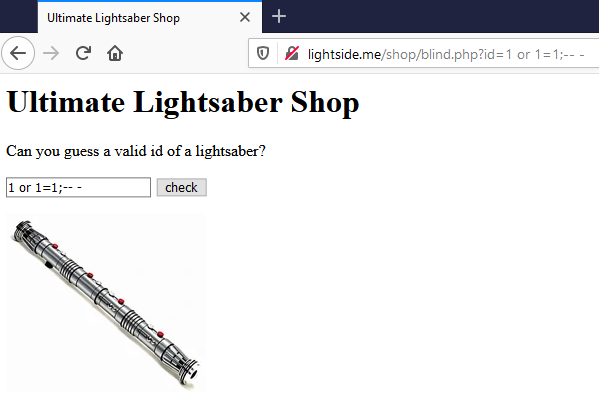 Ultimate Lightsaber Shop
lightside.me/shop/blind.php?id=1 or 1=1;-- -
Ultimate Lightsaber Shop
Can you guess a valid id of a lightsaber?
1 or 1=1;-- - check